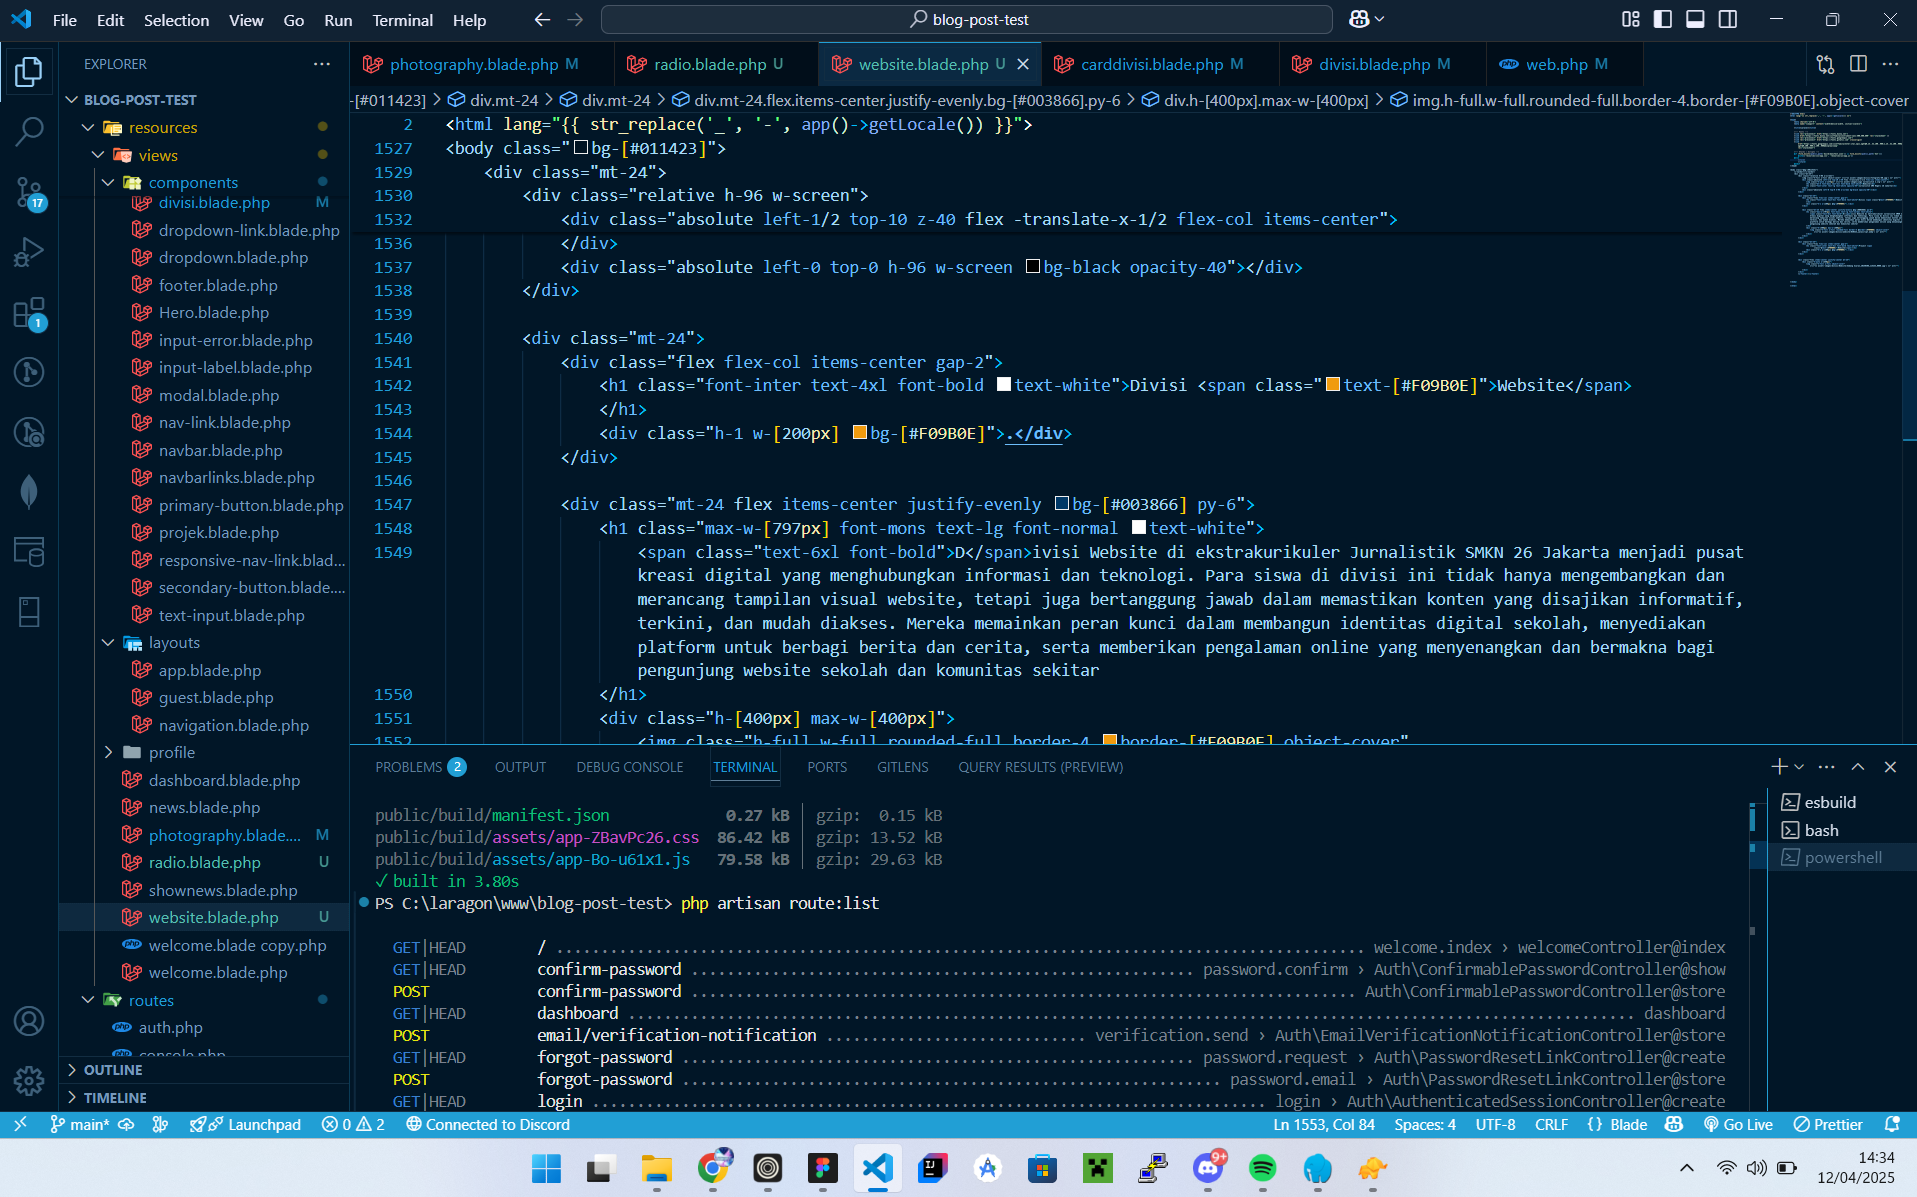 File Edit Selection View Go Run Terminal Help
blog-post-test
EXPLORER
BLOG-POST-TEST
resources
views
components
divisi.blade.php M
dropdown-link.blade.php
dropdown.blade.php
footer.blade.php
Hero.blade.php
input-error.blade.php
input-label.blade.php
modal.blade.php
nav-link.blade.php
navbar.blade.php
navbarlinks.blade.php
primary-button.blade.php
projek.blade.php
responsive-nav-link.blad...
secondary-button.blade....
text-input.blade.php
layouts
app.blade.php
guest.blade.php
navigation.blade.php
profile
dashboard.blade.php
news.blade.php
photography.blade.... M
radio.blade.php U
shownews.blade.php
website.blade.php U
welcome.blade copy.php
welcome.blade.php
routes
auth.php
console.php
OUTLINE
TIMELINE
17
1
photography.blade.php M
radio.blade.php U
website.blade.php U
carddivisi.blade.php M
divisi.blade.php M
web.php M
-[#011423] > div.mt-24 > div.mt-24 > div.mt-24.flex.items-center.justify-evenly.bg-[#003866].py-6 > div.h-[400px].max-w-[400px] > img.h-full.w-full.rounded-full.border-4.border-[#F09B0E].object-cover
2 <html lang="{{ str_replace('_', '-', app()->getLocale()) }}">
1527 <body class="bg-[#011423]">
1529 <div class="mt-24">
1530 <div class="relative h-96 w-screen">
1532 <div class="absolute left-1/2 top-10 z-40 flex -translate-x-1/2 flex-col items-center">
1536 </div>
1537 <div class="absolute left-0 top-0 h-96 w-screen bg-black opacity-40"></div>
1538 </div>
1539
1540 <div class="mt-24">
1541 <div class="flex flex-col items-center gap-2">
1542 <h1 class="font-inter text-4xl font-bold text-white">Divisi <span class="text-[#F09B0E]">Website</span>
1543 </h1>
1544 <div class="h-1 w-[200px] bg-[#F09B0E]">.</div>
1545 </div>
1546
1547 <div class="mt-24 flex items-center justify-evenly bg-[#003866] py-6">
1548 <h1 class="max-w-[797px] font-mons text-lg font-normal text-white">
1549 <span class="text-6xl font-bold">D</span>ivisi Website di ekstrakurikuler Jurnalistik SMKN 26 Jakarta menjadi pusat
kreasi digital yang menghubungkan informasi dan teknologi. Para siswa di divisi ini tidak hanya mengembangkan dan
merancang tampilan visual website, tetapi juga bertanggung jawab dalam memastikan konten yang disajikan informatif,
terkini, dan mudah diakses. Mereka memainkan peran kunci dalam membangun identitas digital sekolah, menyediakan
platform untuk berbagi berita dan cerita, serta memberikan pengalaman online yang menyenangkan dan bermakna bagi
pengunjung website sekolah dan komunitas sekitar
1550 </h1>
1551 <div class="h-[400px] max-w-[400px]">
1552 <img class="h-full w-full rounded-full border-4 border-[#F09B0E] object-cover"
PROBLEMS 2 OUTPUT DEBUG CONSOLE TERMINAL PORTS GITLENS QUERY RESULTS (PREVIEW)
public/build/manifest.json 0.27 kB │ gzip: 0.15 kB
public/build/assets/app-ZBavPc26.css 86.42 kB │ gzip: 13.52 kB
public/build/assets/app-Bo-u61x1.js 79.58 kB │ gzip: 29.63 kB
✓ built in 3.80s
PS C:\laragon\www\blog-post-test> php artisan route:list
GET|HEAD / ........ welcome.index › welcomeController@index
GET|HEAD confirm-password ........ password.confirm › Auth\ConfirmablePasswordController@show
POST confirm-password ........ Auth\ConfirmablePasswordController@store
GET|HEAD dashboard ........ dashboard
POST email/verification-notification ........ verification.send › Auth\EmailVerificationNotificationController@store
GET|HEAD forgot-password ........ password.request › Auth\PasswordResetLinkController@create
POST forgot-password ........ password.email › Auth\PasswordResetLinkController@store
GET|HEAD login ........ login › Auth\AuthenticatedSessionController@create
esbuild
bash
powershell
main* Launchpad 0 2 Connected to Discord
Ln 1553, Col 84 Spaces: 4 UTF-8 CRLF {} Blade Go Live Prettier
9+
14:34
12/04/2025